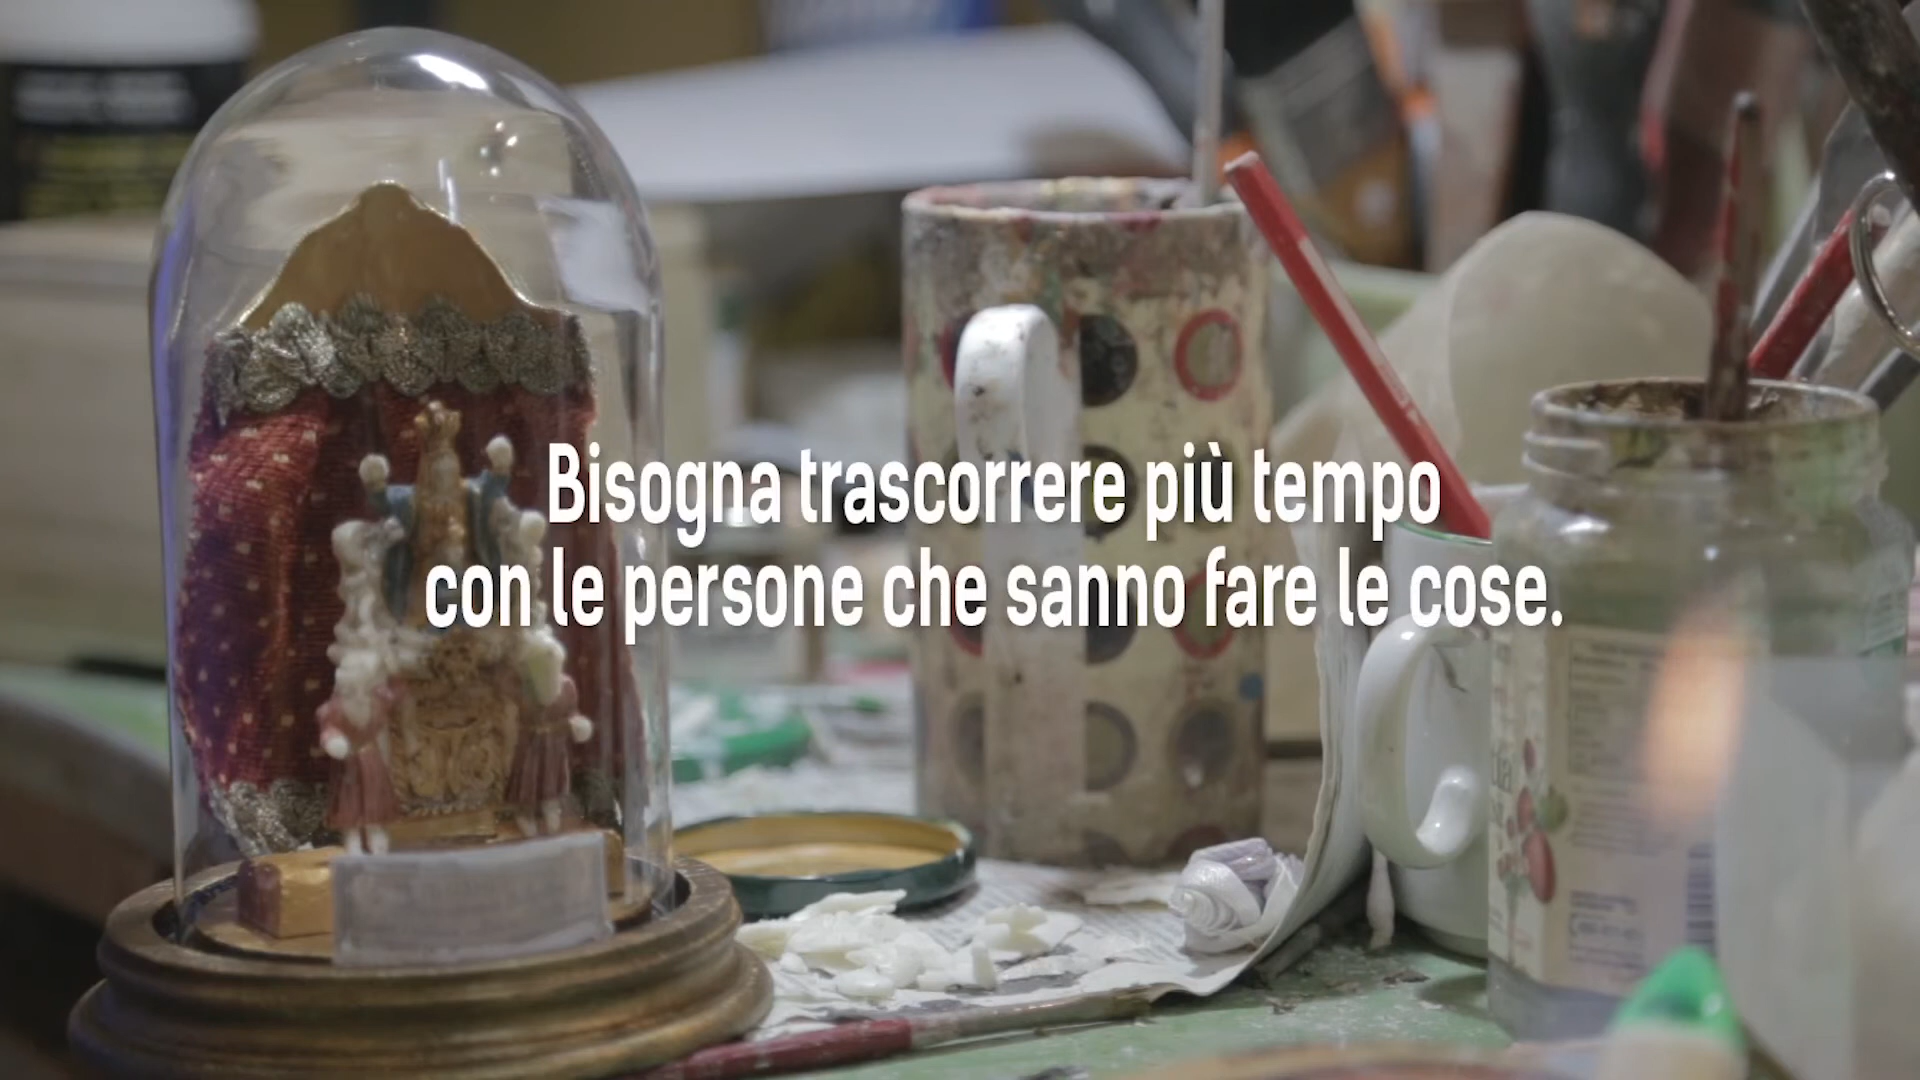 Bisogna trascorrere più tempo
con le persone che sanno fare le cose.